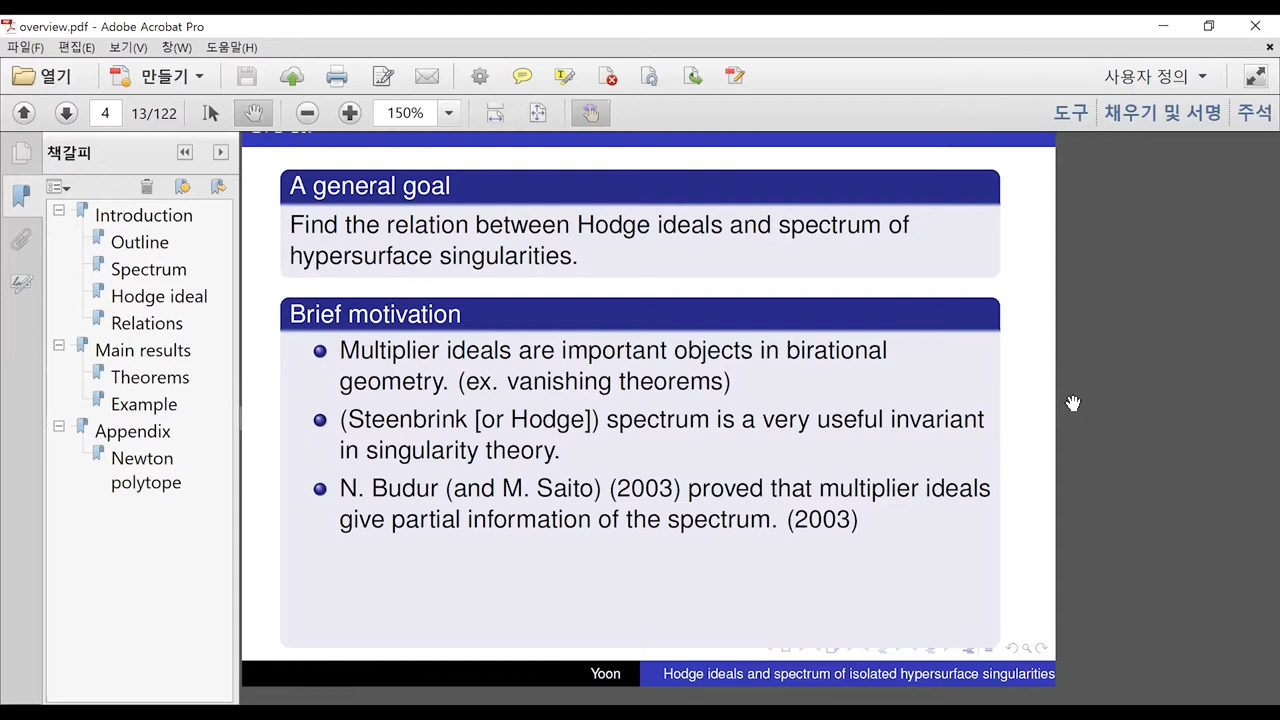 overview.pdf - Adobe Acrobat Pro
파일(F) 편집(E) 보기(V) 창(W) 도움말(H)
열기 만들기 사용자 정의
4 13/122 150% 도구 채우기 및 서명 주석
책갈피
Introduction
Outline
Spectrum
Hodge ideal
Relations
Main results
Theorems
Example
Appendix
Newton
polytope
A general goal
Find the relation between Hodge ideals and spectrum of
hypersurface singularities.
Brief motivation
Multiplier ideals are important objects in birational
geometry. (ex. vanishing theorems)
(Steenbrink [or Hodge]) spectrum is a very useful invariant
in singularity theory.
N. Budur (and M. Saito) (2003) proved that multiplier ideals
give partial information of the spectrum. (2003)
Yoon Hodge ideals and spectrum of isolated hypersurface singularities